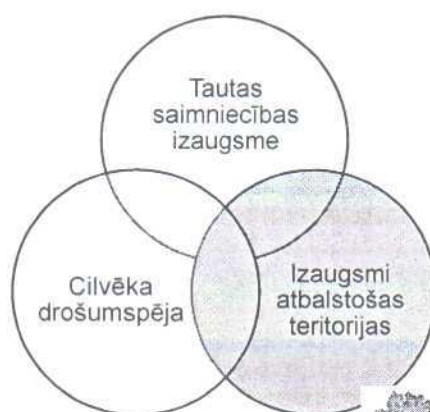 Tautas
saimniecības
izaugsme
Cilvēka
drošumspēja
Izaugsmi
atbalstošas
teritorijas